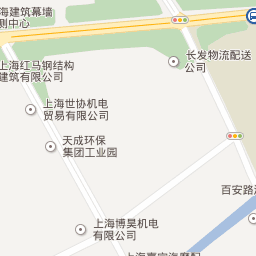 海建筑幕墙
测中心
长发物流配送
公司
上海红马钢结构
建筑有限公司
上海世协机电
贸易有限公司
天成环保
集团工业园
百安路
上海博昊机电
有限公司